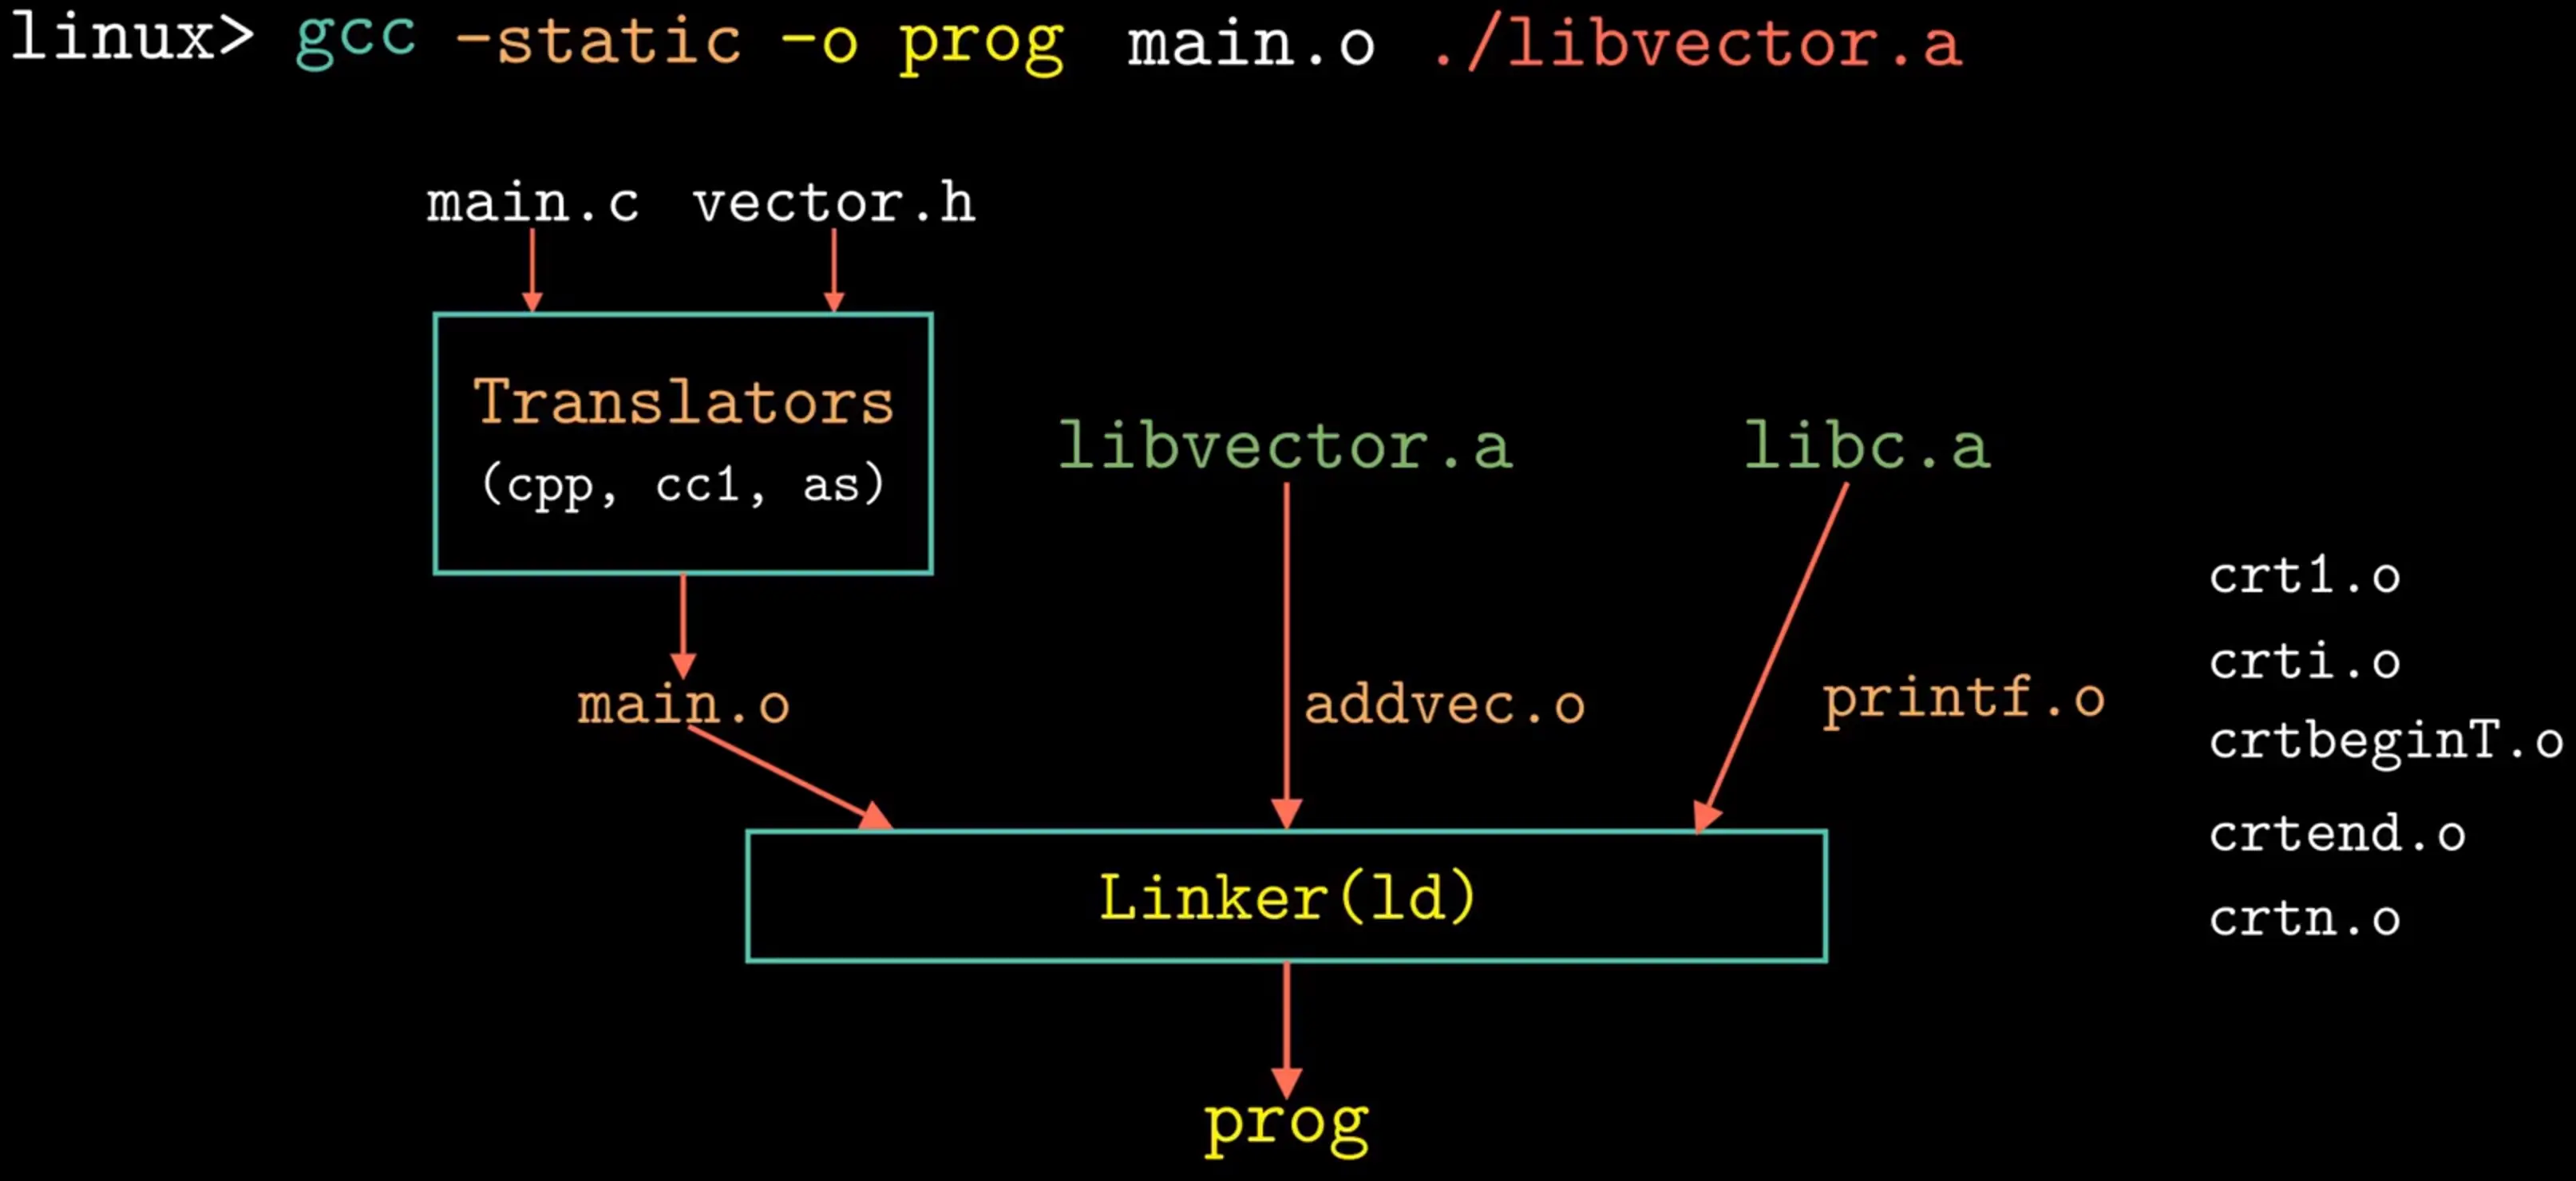 linux> gcc -static -o prog main.o ./libvector.a
main.c vector.h
Translators
(cpp, cc1, as)
libvector.a
libc.a
main.o
addvec.o
printf.o
crt1.o
crti.o
crtbeginT.o
crtend.o
crtn.o
Linker(ld)
prog